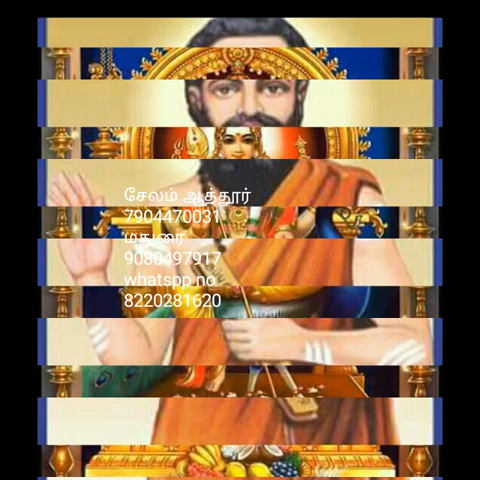 சேலம் ஆத்தூர்
7904470031
மதுரை
9080497917
whatspp no
8220281620